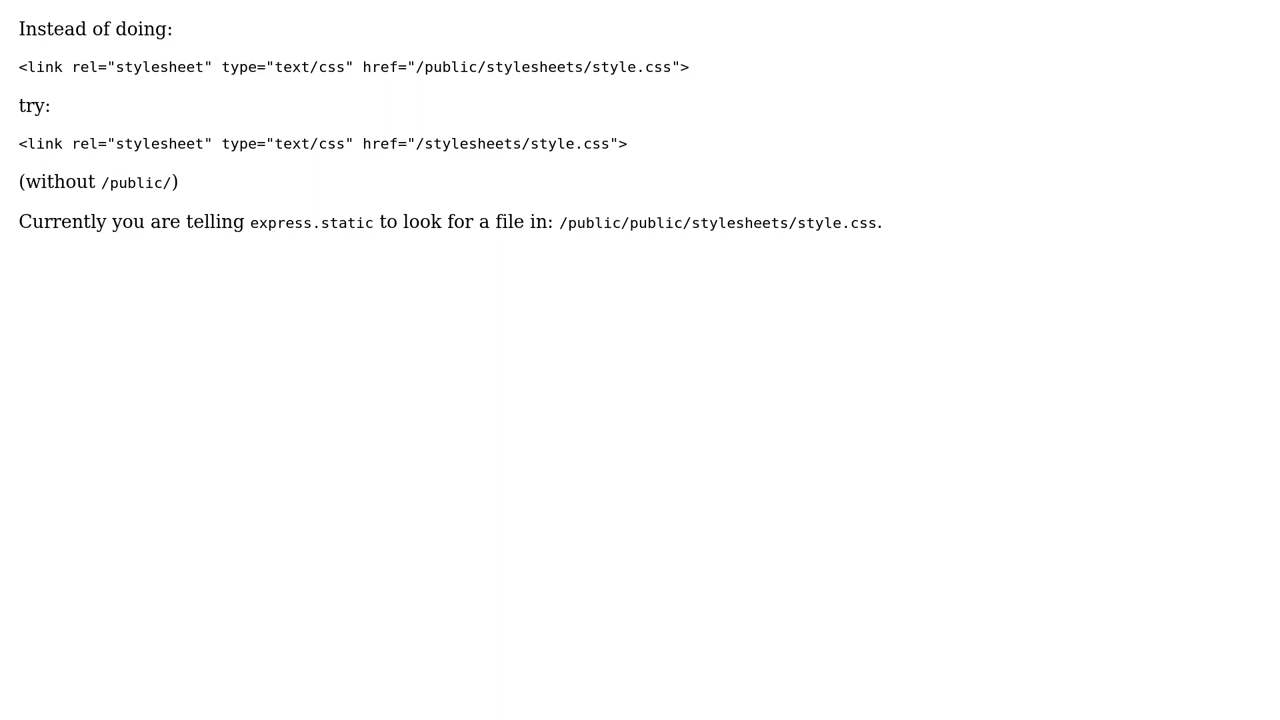 Instead of doing:
<link rel="stylesheet" type="text/css" href="/public/stylesheets/style.css">
try:
<link rel="stylesheet" type="text/css" href="/stylesheets/style.css">
(without /public/)
Currently you are telling express.static to look for a file in: /public/public/stylesheets/style.css.